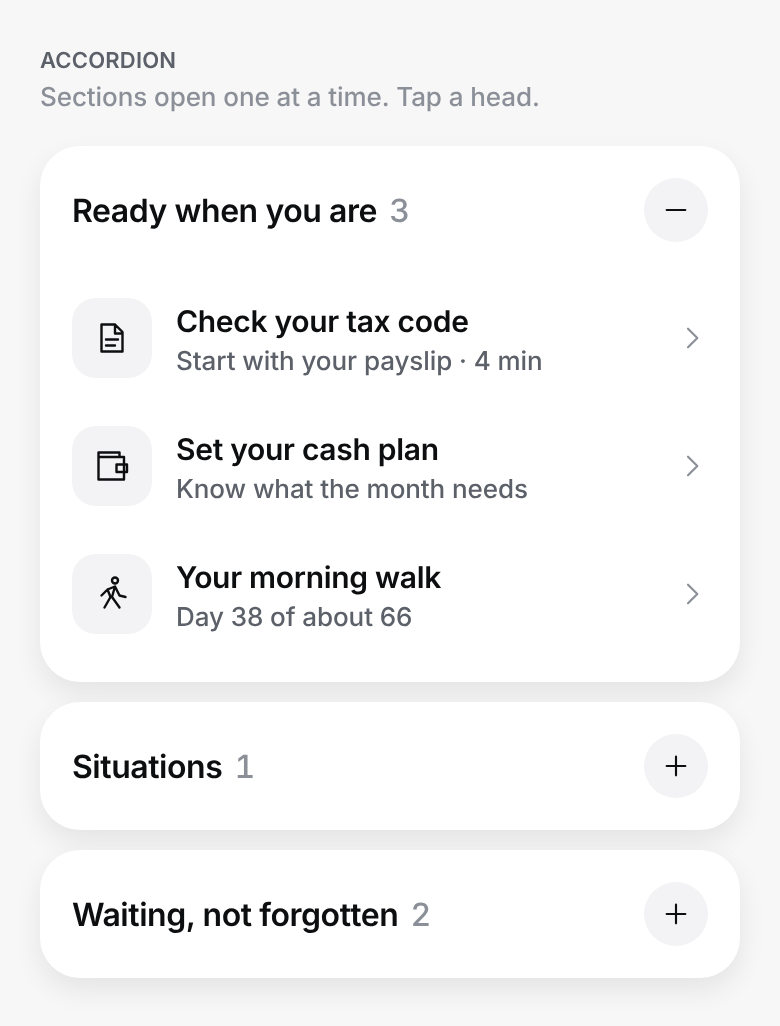 ACCORDION
Sections open one at a time. Tap a head.
Ready when you are 3
Check your tax code
Start with your payslip · 4 min
Set your cash plan
Know what the month needs
Your morning walk
Day 38 of about 66
Situations 1
Waiting, not forgotten 2